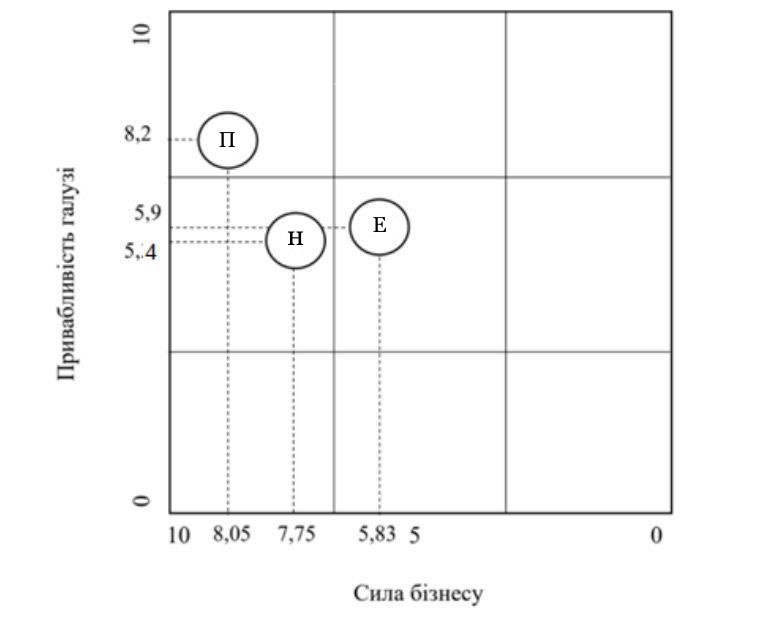 10
8,2
П
5,9
Е
Н
5,4
Привабливість галузі
0
10 8,05 7,75 5,83 5 0
Сила бізнесу